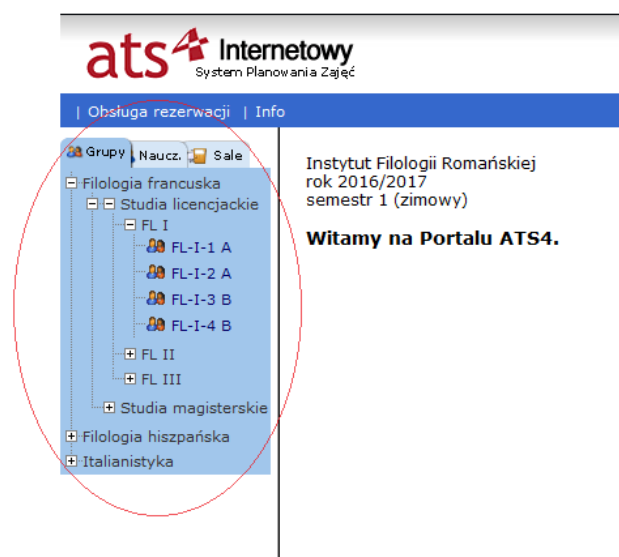 ats4 Internetowy
System Planowania Zajęć
| Obsługa rezerwacji | Info
Grupy Naucz. Sale
Filologia francuska
Studia licencjackie
FL I
FL-I-1 A
FL-I-2 A
FL-I-3 B
FL-I-4 B
FL II
FL III
Studia magisterskie
Filologia hiszpańska
Italianistyka
Instytut Filologii Romańskiej
rok 2016/2017
semestr 1 (zimowy)
Witamy na Portalu ATS4.